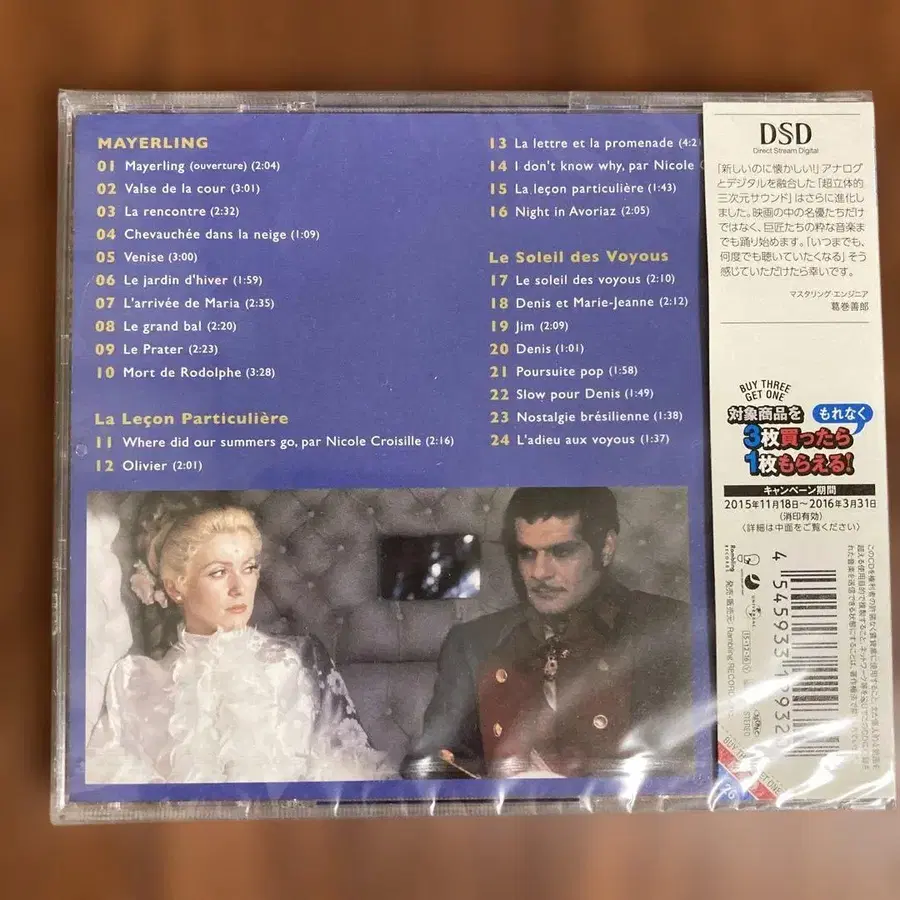 MAYERLING
01 Mayerling (ouverture) (2:04)
02 Valse de la cour (3:01)
03 La rencontre (2:32)
04 Chevauchée dans la neige (1:09)
05 Venise (3:00)
06 Le jardin d'hiver (1:59)
07 L'arrivée de Maria (2:35)
08 Le grand bal (2:20)
09 Le Prater (2:23)
10 Mort de Rodolphe (3:28)
La Leçon Particulière
11 Where did our summers go, par Nicole Croisille (2:16)
12 Olivier (2:01)
13 La lettre et la promenade (4:2
14 I don't know why, par Nicole
15 La leçon particulière (1:43)
16 Night in Avoriaz (2:05)
Le Soleil des Voyous
17 Le soleil des voyous (2:10)
18 Denis et Marie-Jeanne (2:12)
19 Jim (2:09)
20 Denis (1:01)
21 Poursuite pop (1:58)
22 Slow pour Denis (1:49)
23 Nostalgie brésilienne (1:38)
24 L'adieu aux voyous (1:37)
DSD
Direct Stream Digital
「新しいのに懐かしい!」アナログ
とデジタルを融合した「超立体的
三次元サウンド」はさらに進化し
ました。映画の中の名優たちだけ
ではなく、巨匠たちの粋な音楽ま
でも踊り始めます。「いつまでも、
何度でも聴いていたくなる」そう
感じていただけたら幸いです。
マスタリング・エンジニア
葛巻善郎
BUY THREE
GET ONE
対象商品を もれなく
3枚買ったら
1枚もらえる!
キャンペーン期間
2015年11月18日～2016年3月31日
(消印有効)
〈詳細は中面をご覧ください〉
Rambling
RECORDS
UNIVERSAL
発売・販売元: Rambling RECORD
STEREO